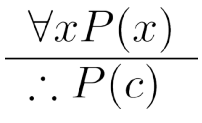 ∀xP(x)
∴ P(c)